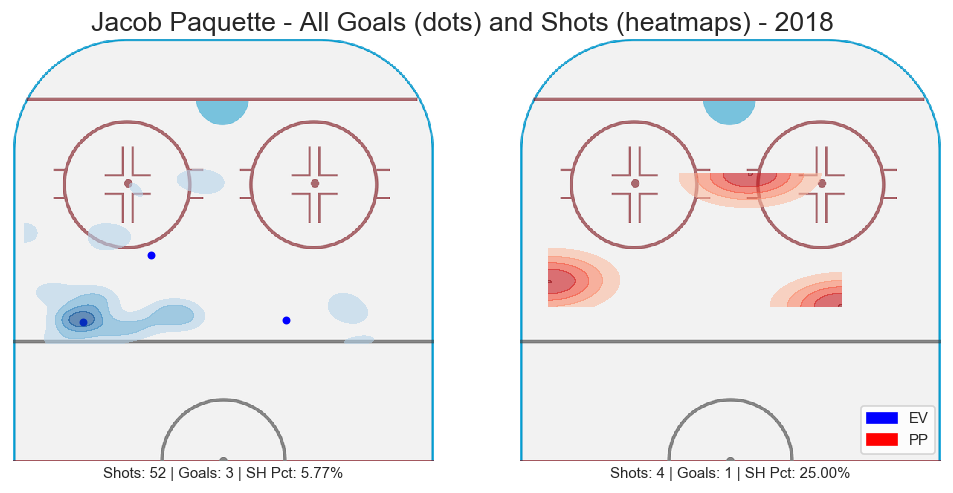 Jacob Paquette - All Goals (dots) and Shots (heatmaps) - 2018
EV
PP
Shots: 52 | Goals: 3 | SH Pct: 5.77%
Shots: 4 | Goals: 1 | SH Pct: 25.00%